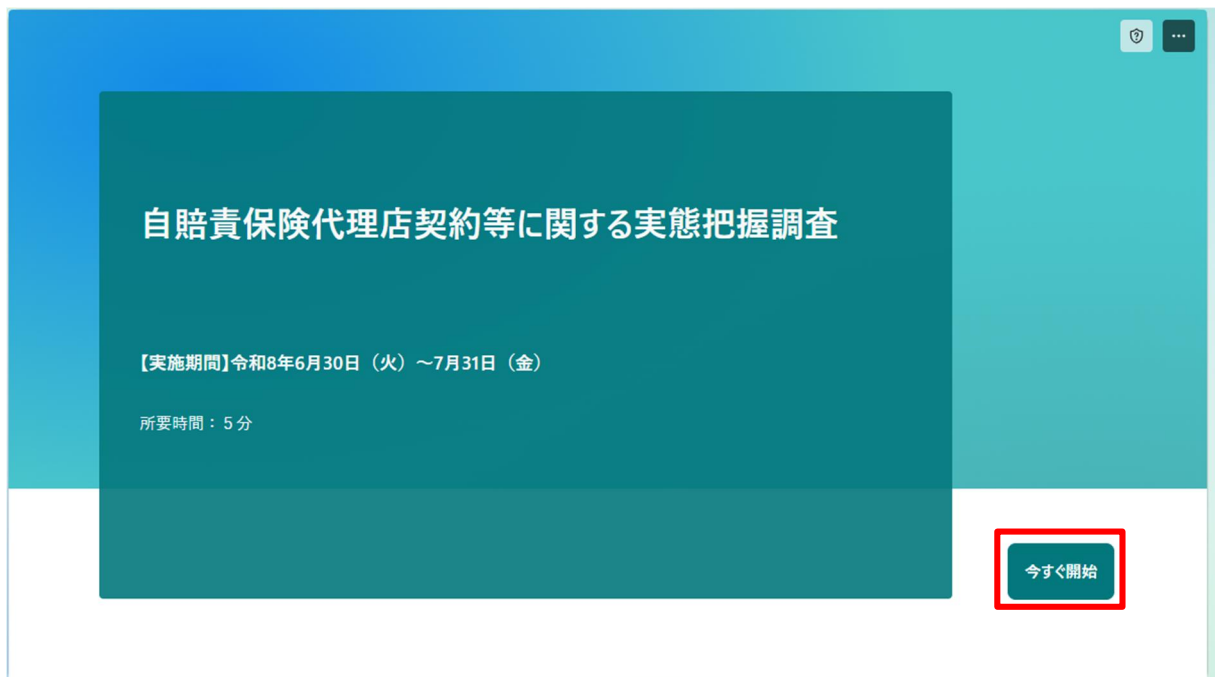 自賠責保険代理店契約等に関する実態把握調査
【実施期間】令和8年6月30日（火）～7月31日（金）
所要時間：5分
今すぐ開始